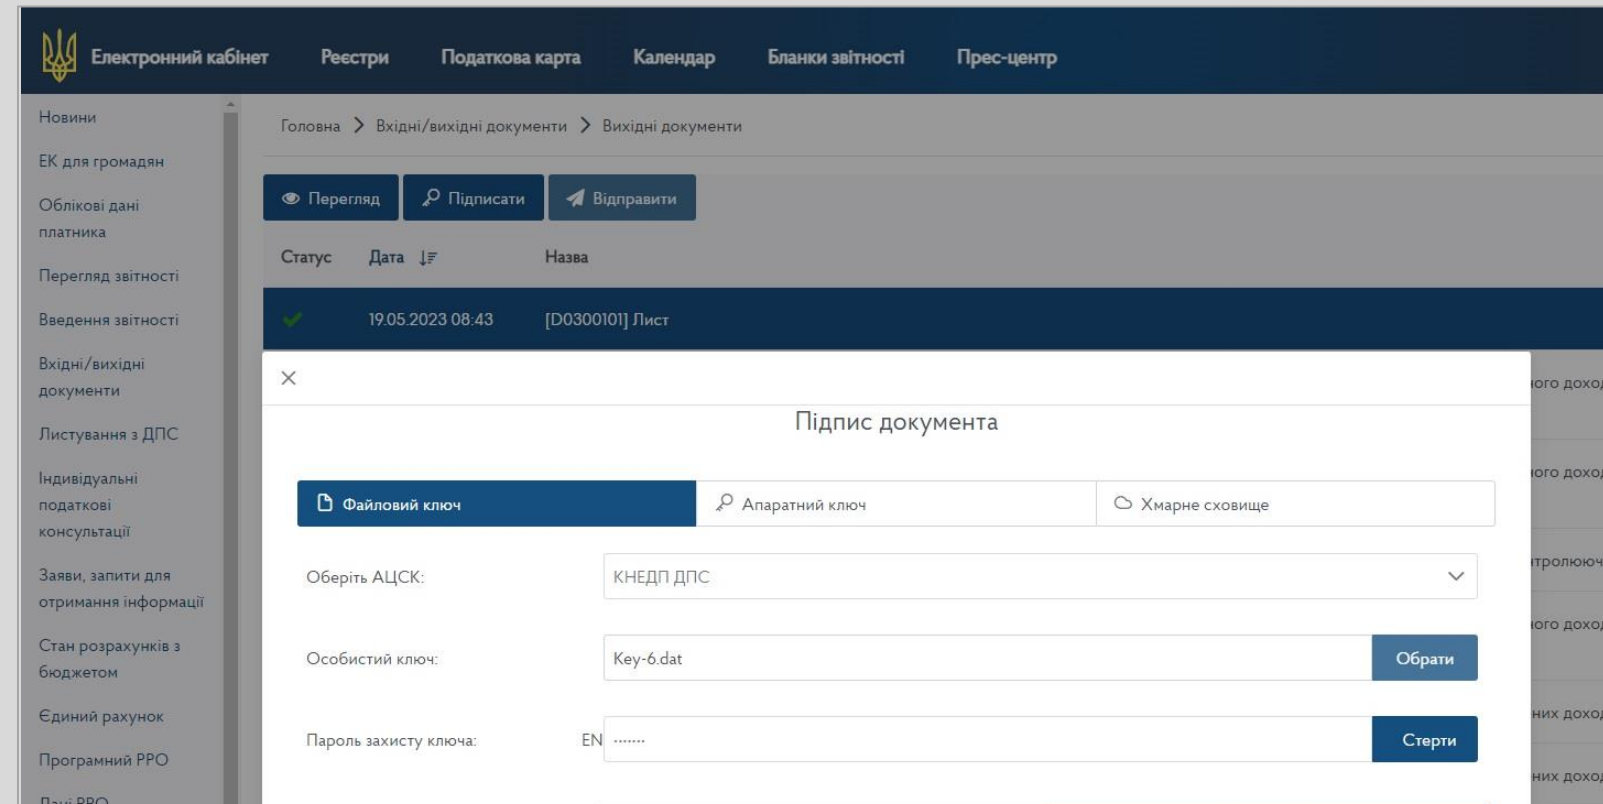 Електронний кабінет Реєстри Податкова карта Календар Бланки звітності Прес-центр
Новини
ЕК для громадян
Облікові дані
платника
Перегляд звітності
Введення звітності
Вхідні/вихідні
документи
Листування з ДПС
Індивідуальні
податкові
консультації
Заяви, запити для
отримання інформації
Стан розрахунків з
бюджетом
Єдиний рахунок
Програмний РРО
Дані РРО
Головна > Вхідні/вихідні документи > Вихідні документи
Перегляд Підписати Відправити
Статус Дата Назва
19.05.2023 08:43 [D0300101] Лист
Підпис документа
Файловий ключ Апаратний ключ Хмарне сховище
Оберіть АЦСК: КНЕДП ДПС
Особистий ключ: Key-6.dat Обрати
Пароль захисту ключа: EN ······· Стерти